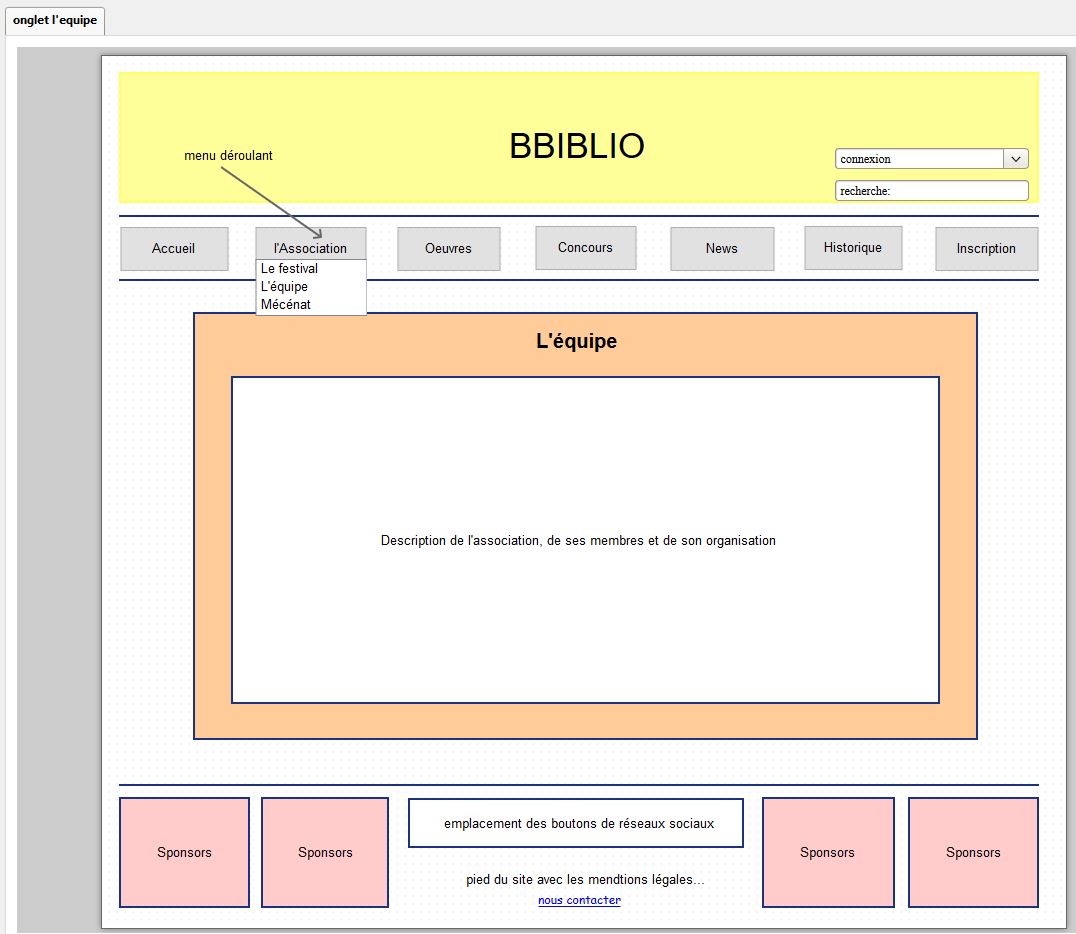 onglet l'equipe
BBIBLIO
menu déroulant
connexion
recherche:
Accueil
l'Association
Oeuvres
Concours
News
Historique
Inscription
Le festival
L'équipe
Mécénat
L'équipe
Description de l'association, de ses membres et de son organisation
Sponsors
Sponsors
emplacement des boutons de réseaux sociaux
Sponsors
Sponsors
pied du site avec les mendtions légales...
nous contacter